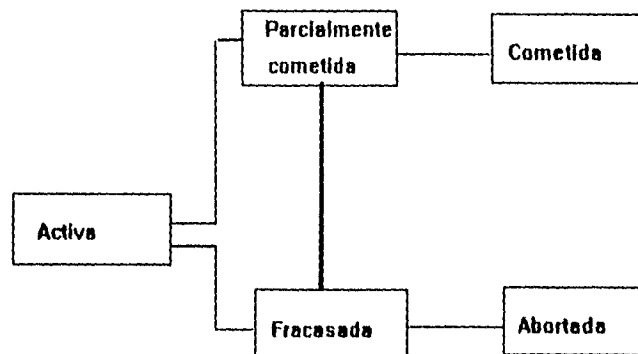 Parcialmente
cometida
Cometida
Activa
Fracasada
Abortada